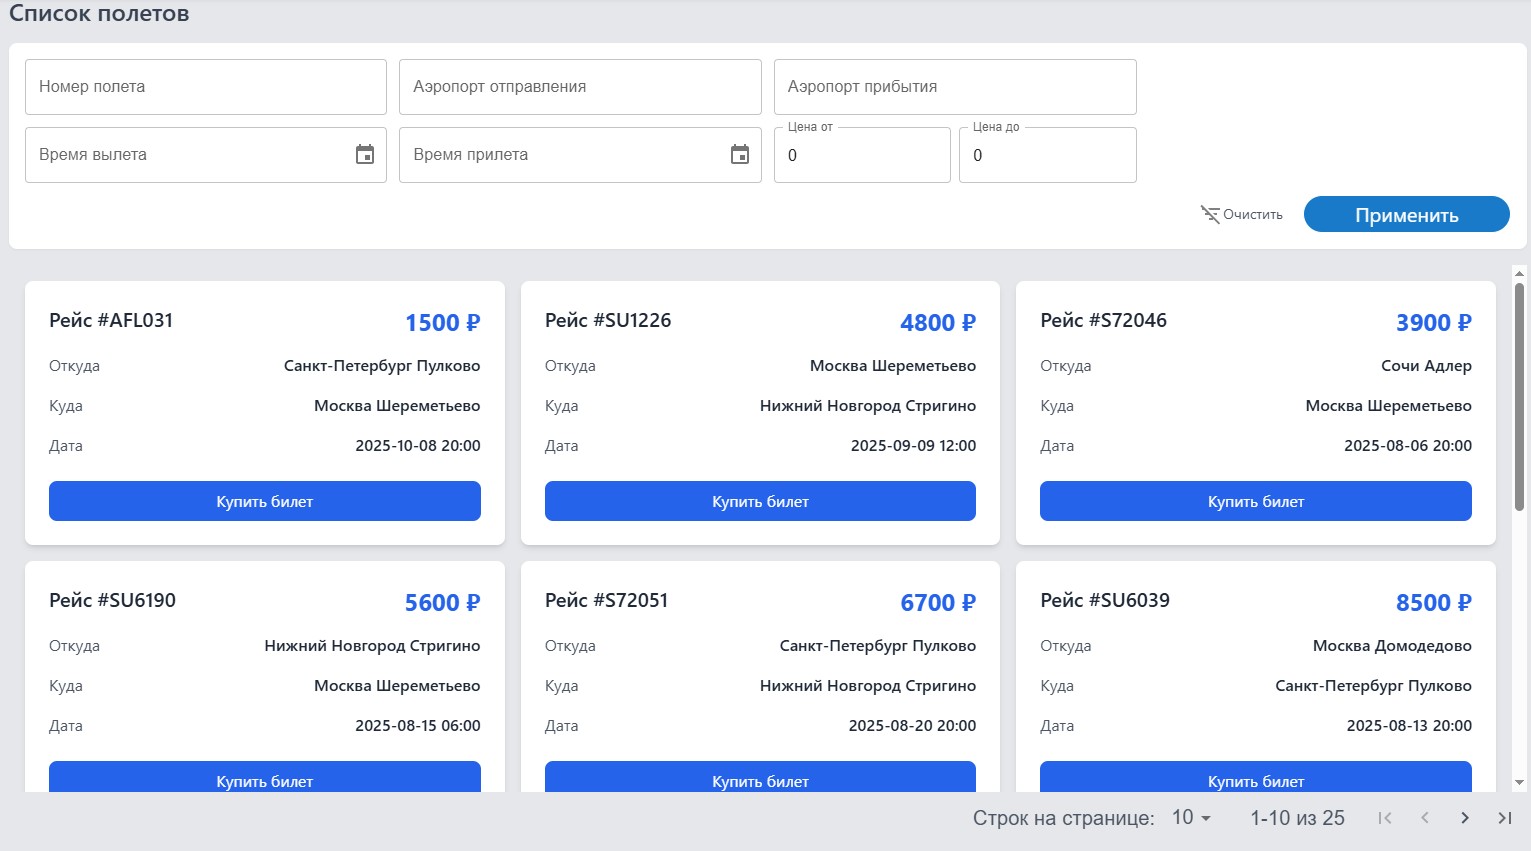 Список полетов
Номер полета
Аэропорт отправления
Аэропорт прибытия
Время вылета
Время прилета
Цена от
0
Цена до
0
Очистить
Применить
Рейс #AFL031
1500 ₽
Откуда
Санкт-Петербург Пулково
Куда
Москва Шереметьево
Дата
2025-10-08 20:00
Купить билет
Рейс #SU1226
4800 ₽
Откуда
Москва Шереметьево
Куда
Нижний Новгород Стригино
Дата
2025-09-09 12:00
Купить билет
Рейс #S72046
3900 ₽
Откуда
Сочи Адлер
Куда
Москва Шереметьево
Дата
2025-08-06 20:00
Купить билет
Рейс #SU6190
5600 ₽
Откуда
Нижний Новгород Стригино
Куда
Москва Шереметьево
Дата
2025-08-15 06:00
Купить билет
Рейс #S72051
6700 ₽
Откуда
Санкт-Петербург Пулково
Куда
Нижний Новгород Стригино
Дата
2025-08-20 20:00
Купить билет
Рейс #SU6039
8500 ₽
Откуда
Москва Домодедово
Куда
Санкт-Петербург Пулково
Дата
2025-08-13 20:00
Купить билет
Строк на странице: 10 1-10 из 25